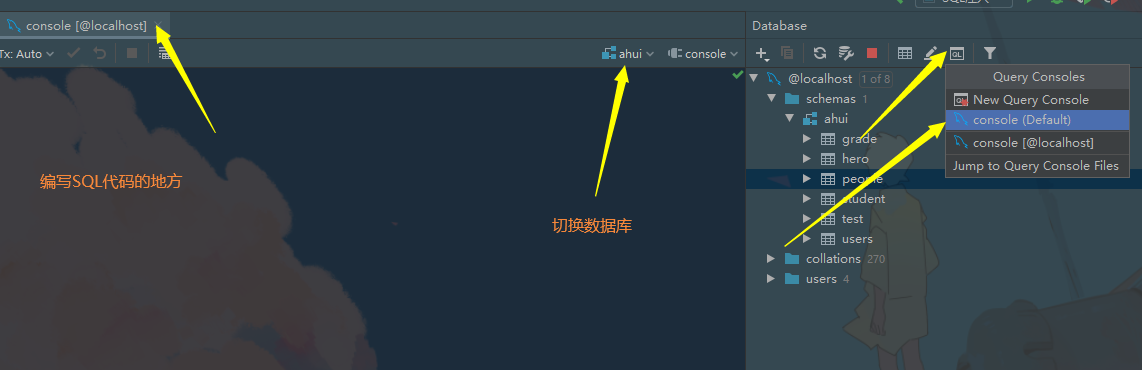 console [@localhost]
Tx: Auto
ahui
console
编写SQL代码的地方
切换数据库
Database
QL
@localhost 1 of 8
schemas 1
ahui
grade
hero
people
student
test
users
collations 270
users 4
Query Consoles
New Query Console
console (Default)
console [@localhost]
Jump to Query Console Files